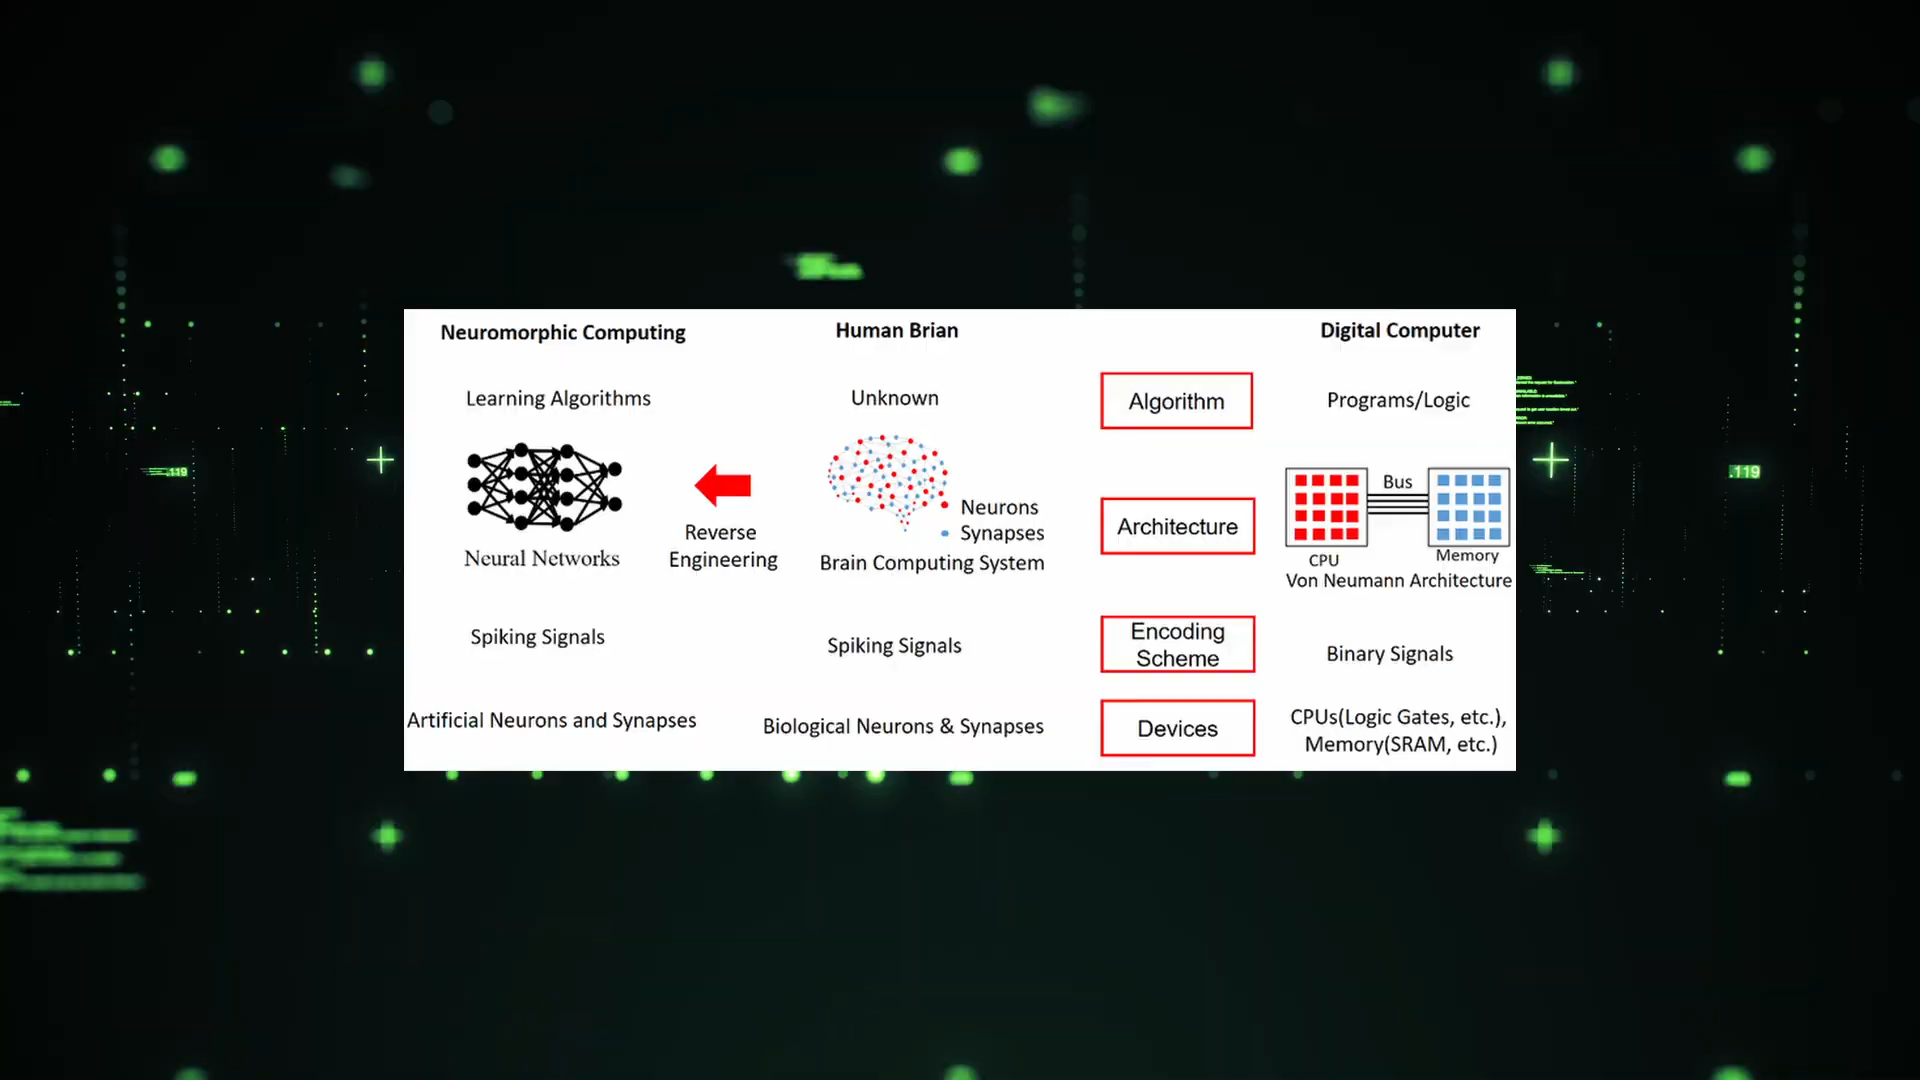 Neuromorphic Computing
Human Brian
Digital Computer
Learning Algorithms
Unknown
Algorithm
Programs/Logic
Neural Networks
Reverse
Engineering
Neurons
Synapses
Brain Computing System
Architecture
Bus
CPU
Memory
Von Neumann Architecture
Spiking Signals
Spiking Signals
Encoding
Scheme
Binary Signals
Artificial Neurons and Synapses
Biological Neurons & Synapses
Devices
CPUs(Logic Gates, etc.),
Memory(SRAM, etc.)
.119
.119